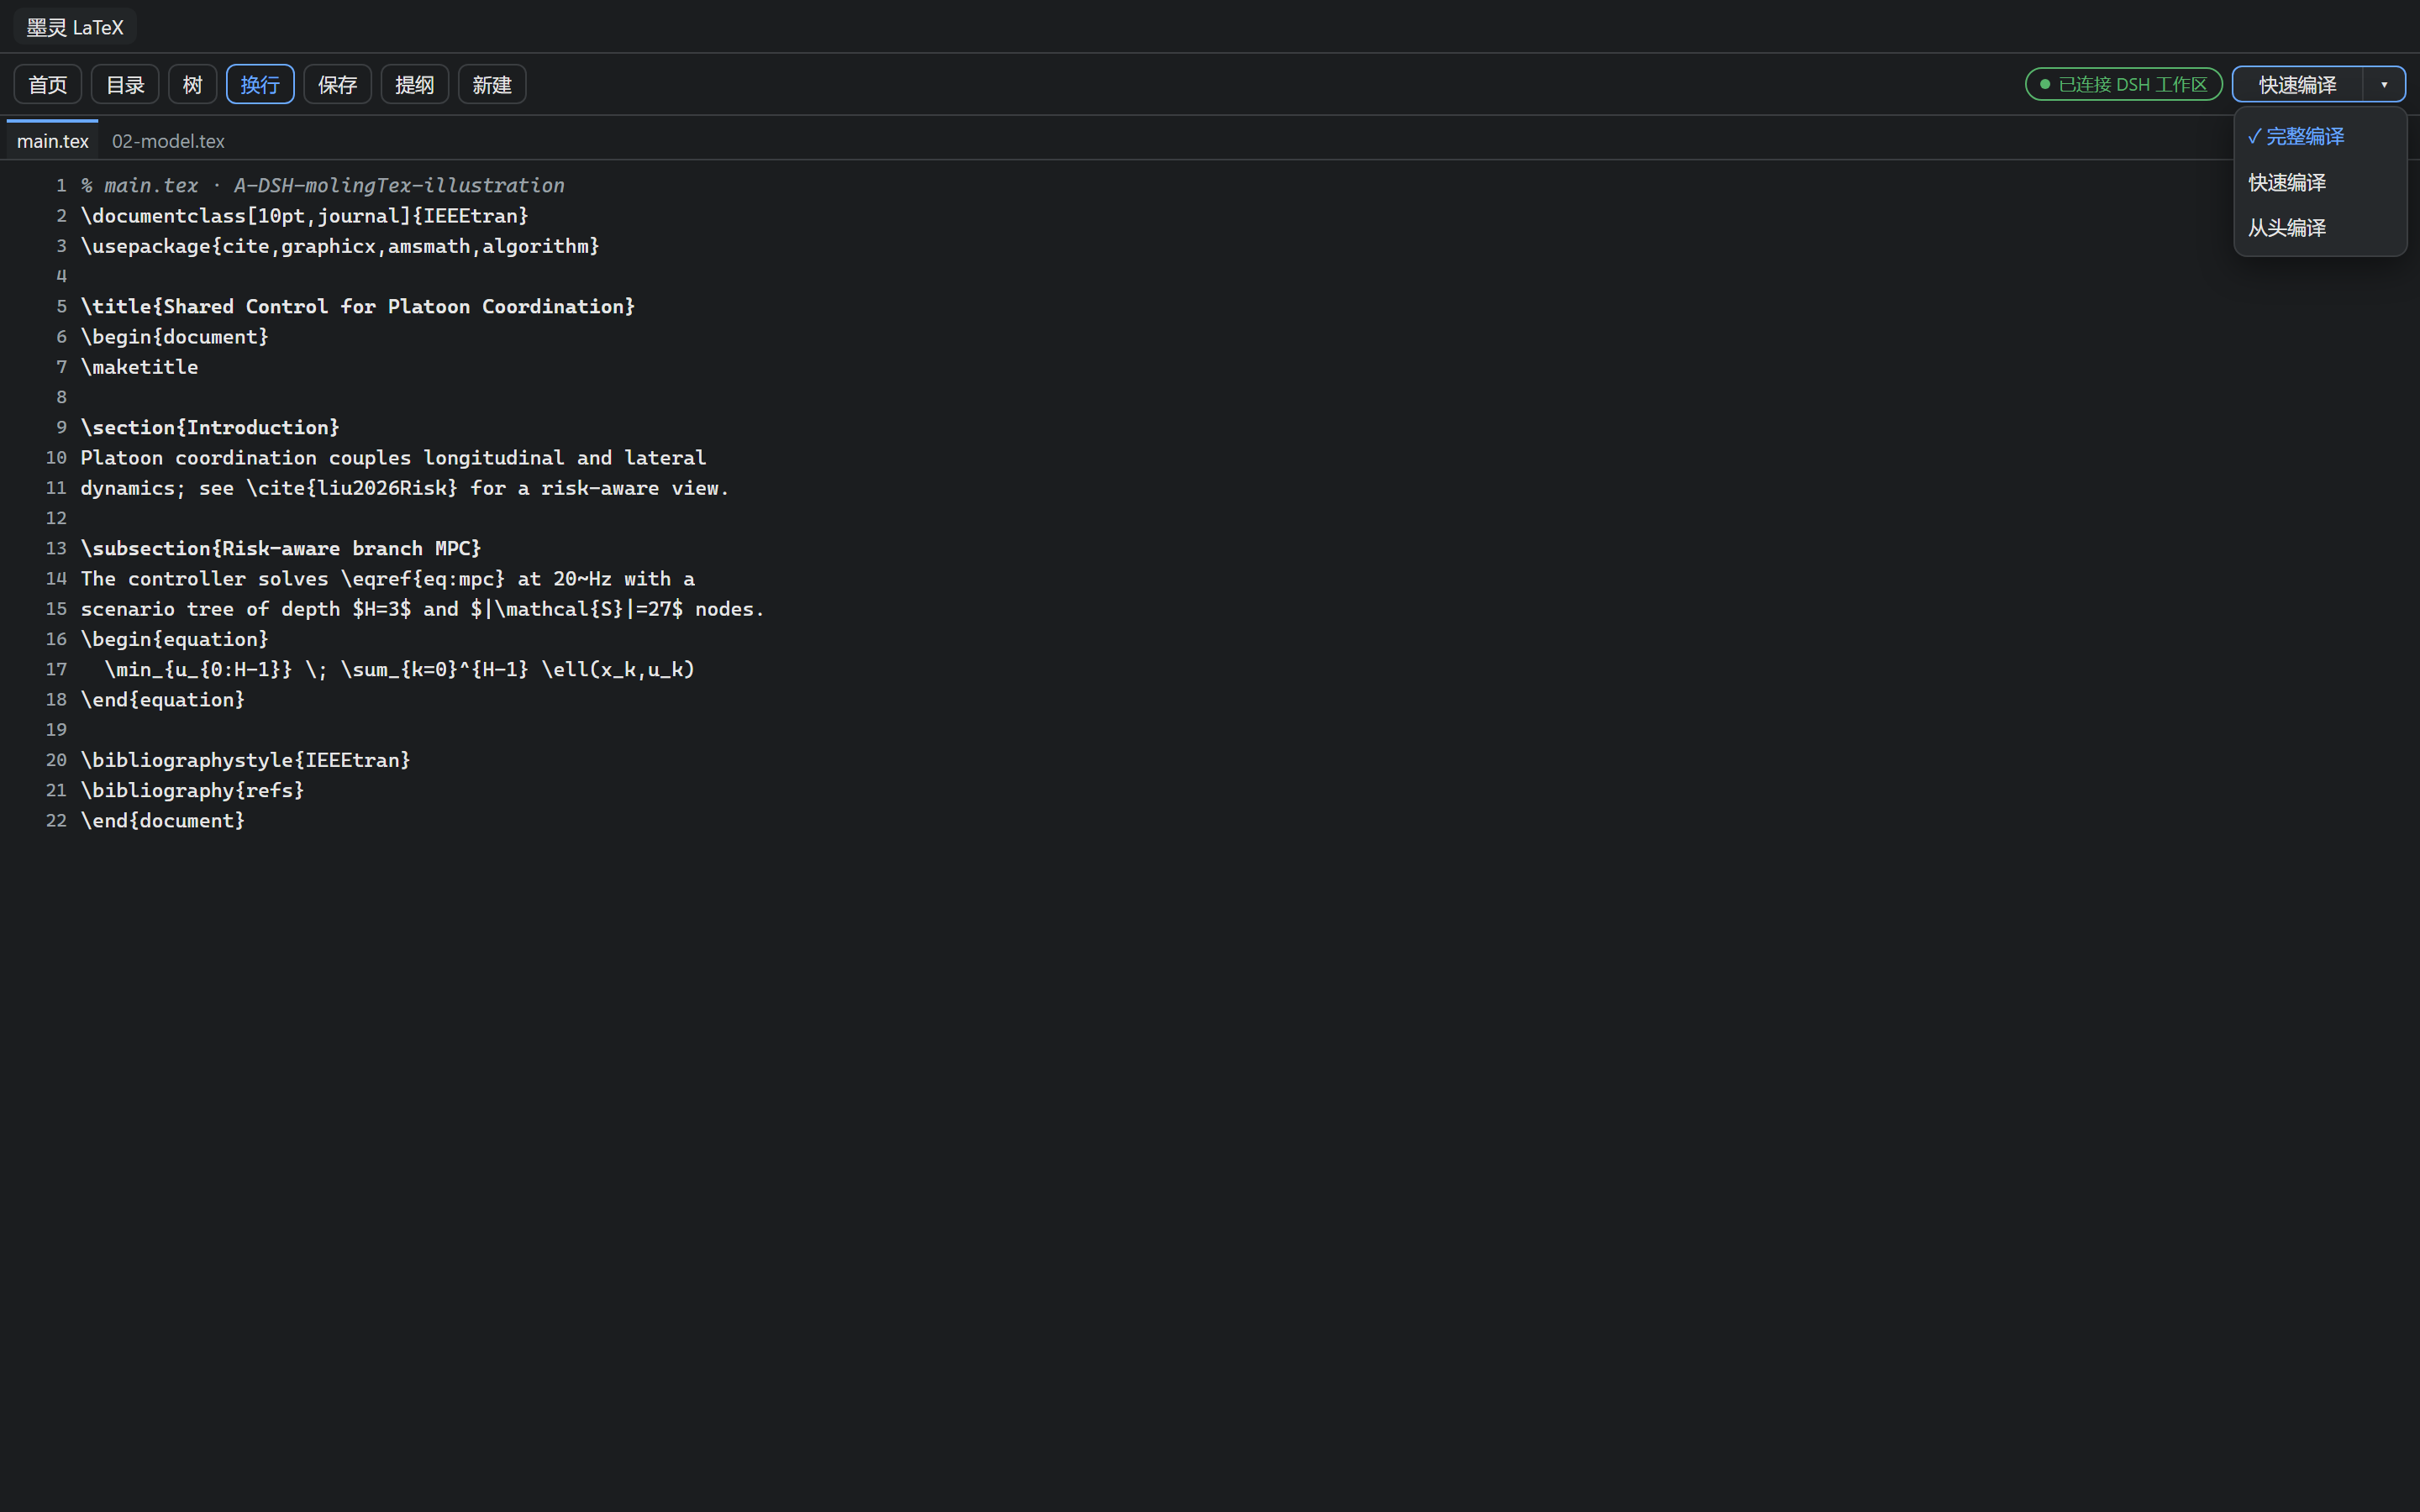 墨灵 LaTeX
首页 目录 树 换行 保存 提纲 新建 已连接 DSH 工作区 快速编译 ▾
main.tex 02-model.tex
✓ 完整编译
快速编译
从头编译
1 % main.tex · A-DSH-molingTex-illustration
2 \documentclass[10pt,journal]{IEEEtran}
3 \usepackage{cite,graphicx,amsmath,algorithm}
4
5 \title{Shared Control for Platoon Coordination}
6 \begin{document}
7 \maketitle
8
9 \section{Introduction}
10 Platoon coordination couples longitudinal and lateral
11 dynamics; see \cite{liu2026Risk} for a risk-aware view.
12
13 \subsection{Risk-aware branch MPC}
14 The controller solves \eqref{eq:mpc} at 20~Hz with a
15 scenario tree of depth $H=3$ and $|\mathcal{S}|=27$ nodes.
16 \begin{equation}
17   \min_{u_{0:H-1}} \; \sum_{k=0}^{H-1} \ell(x_k,u_k)
18 \end{equation}
19
20 \bibliographystyle{IEEEtran}
21 \bibliography{refs}
22 \end{document}